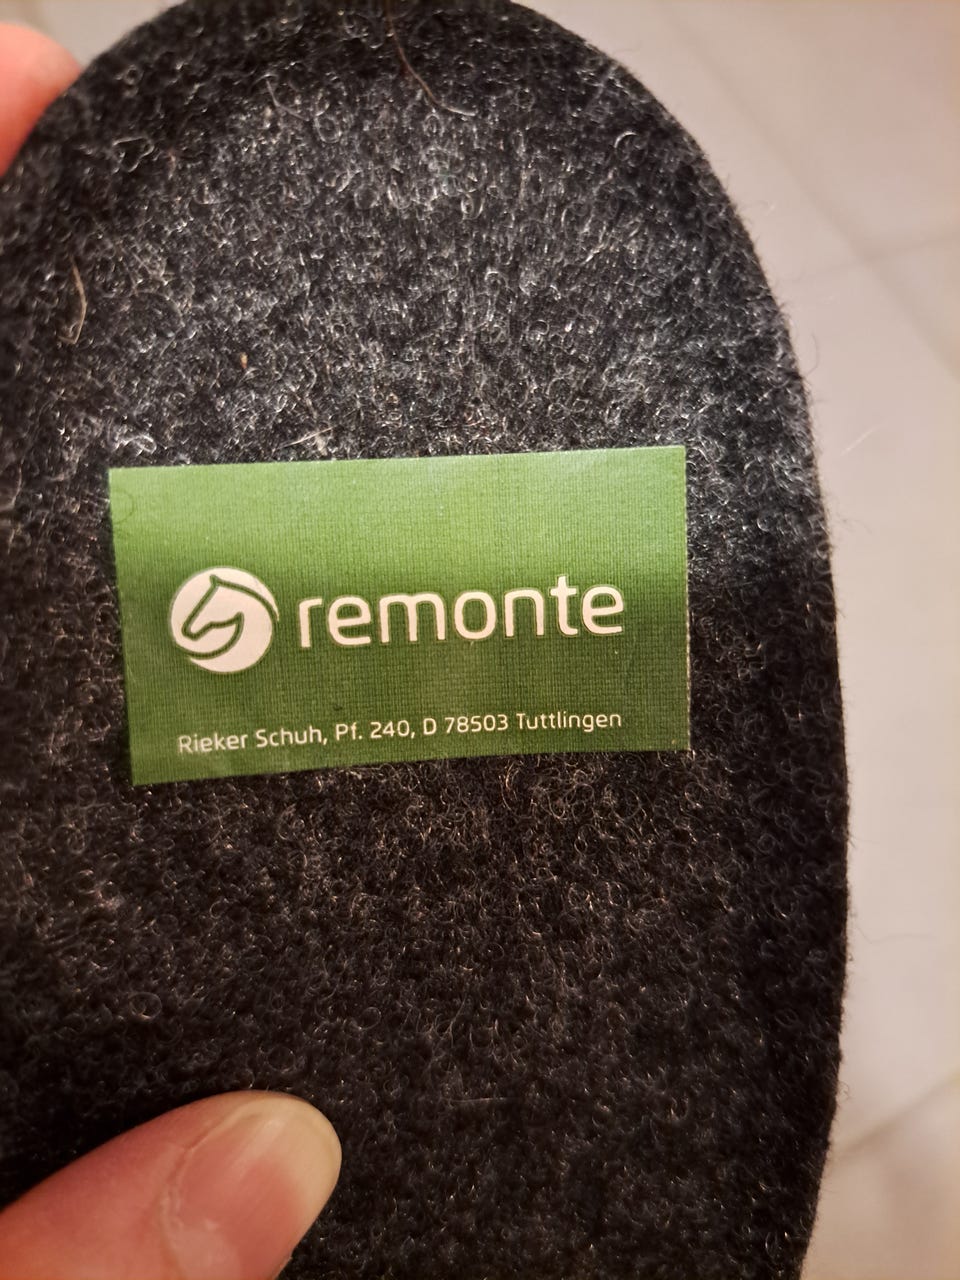 remonte
Rieker Schuh, Pf. 240, D 78503 Tuttlingen